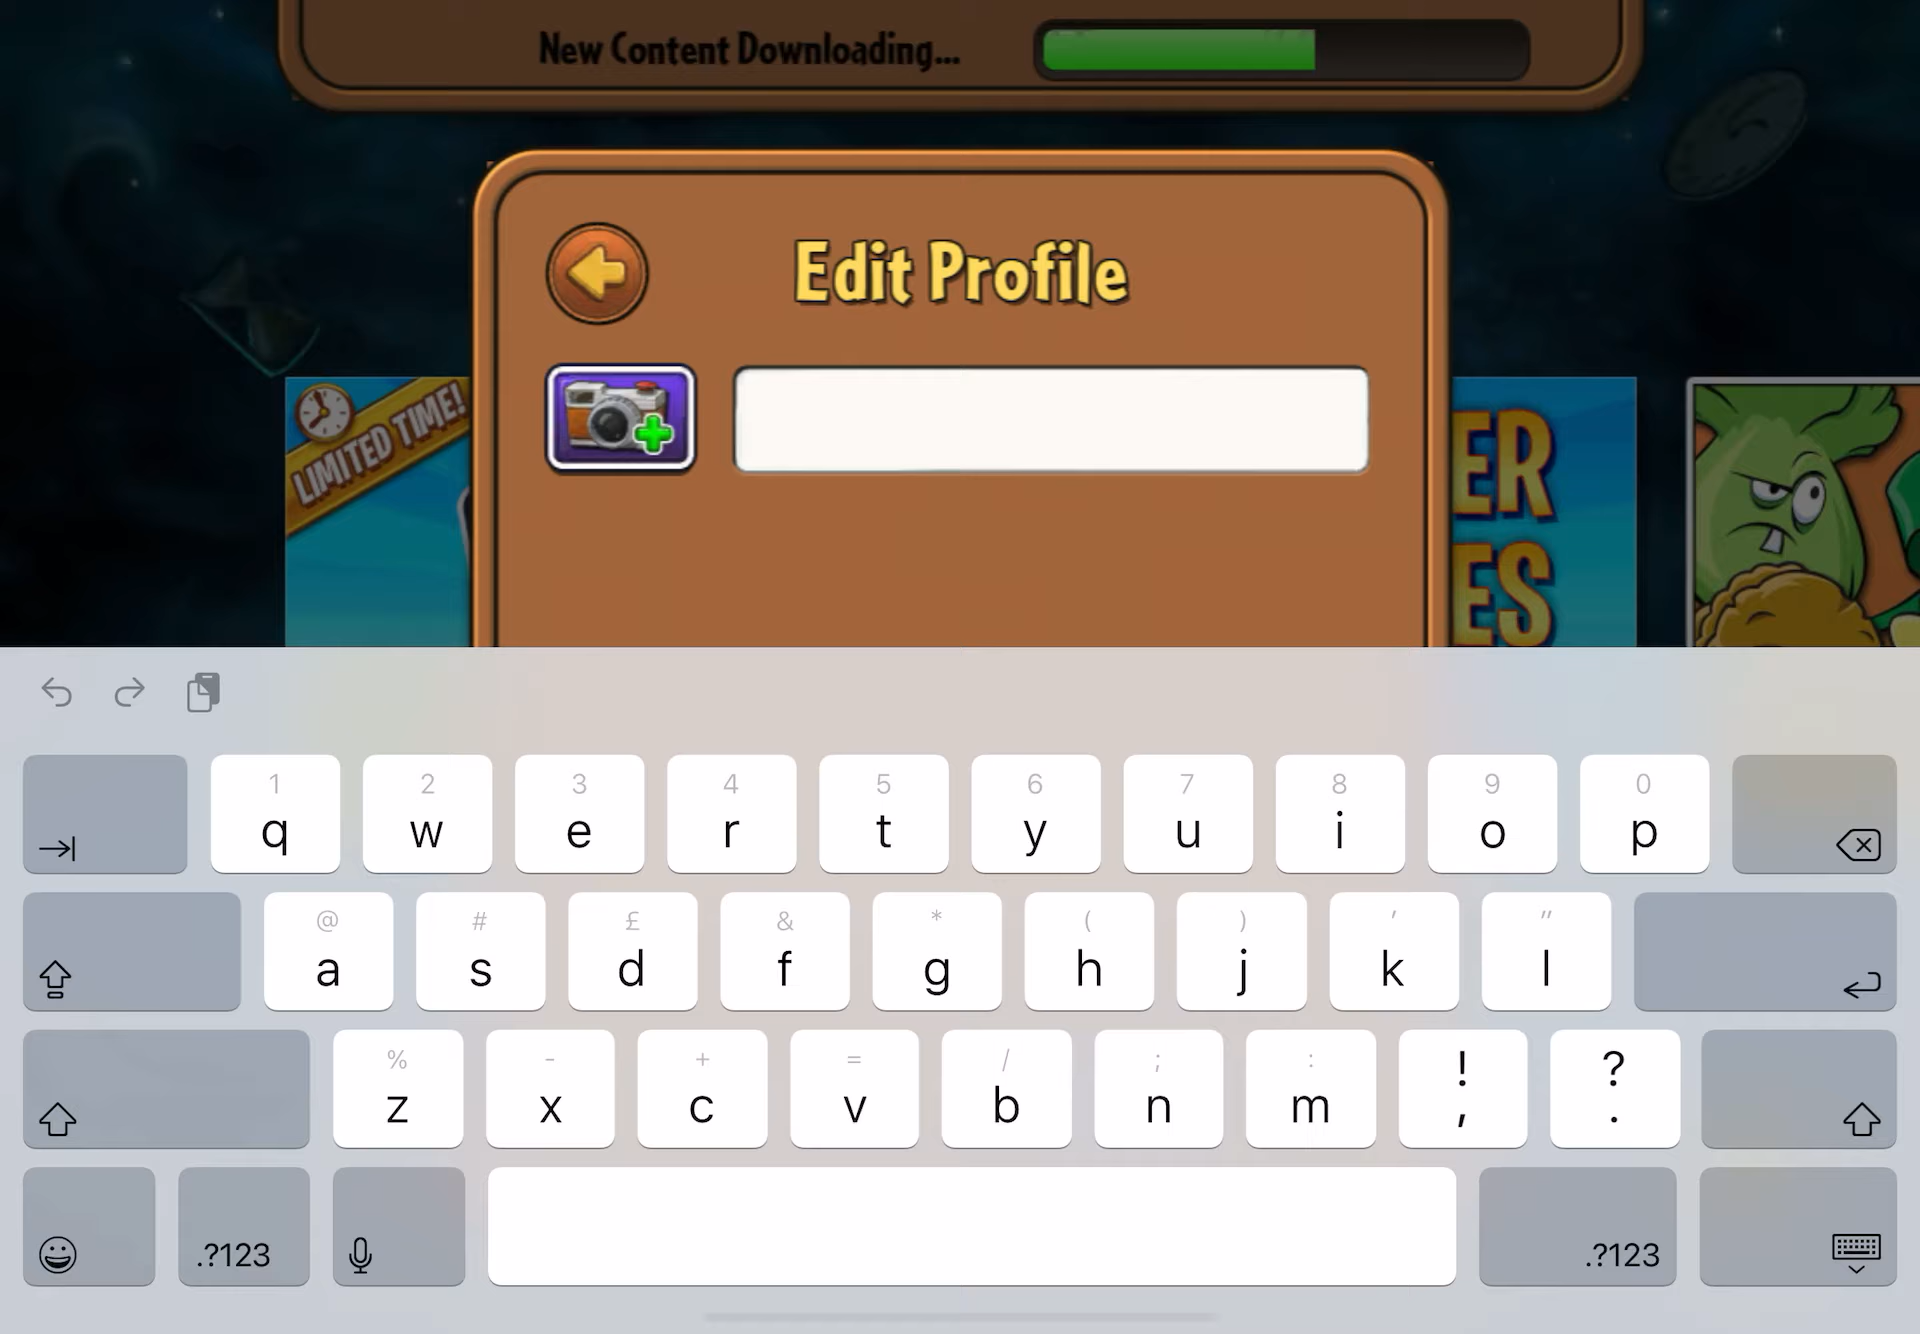 New Content Downloading...
Edit Profile
LIMITED TIME!
ER
ES
1 2 3 4 5 6 7 8 9 0
q w e r t y u i o p
@ # £ & * ( ) ' "
a s d f g h j k l
% - + = / ; : ! ?
z x c v b n m , .
.?123 .?123